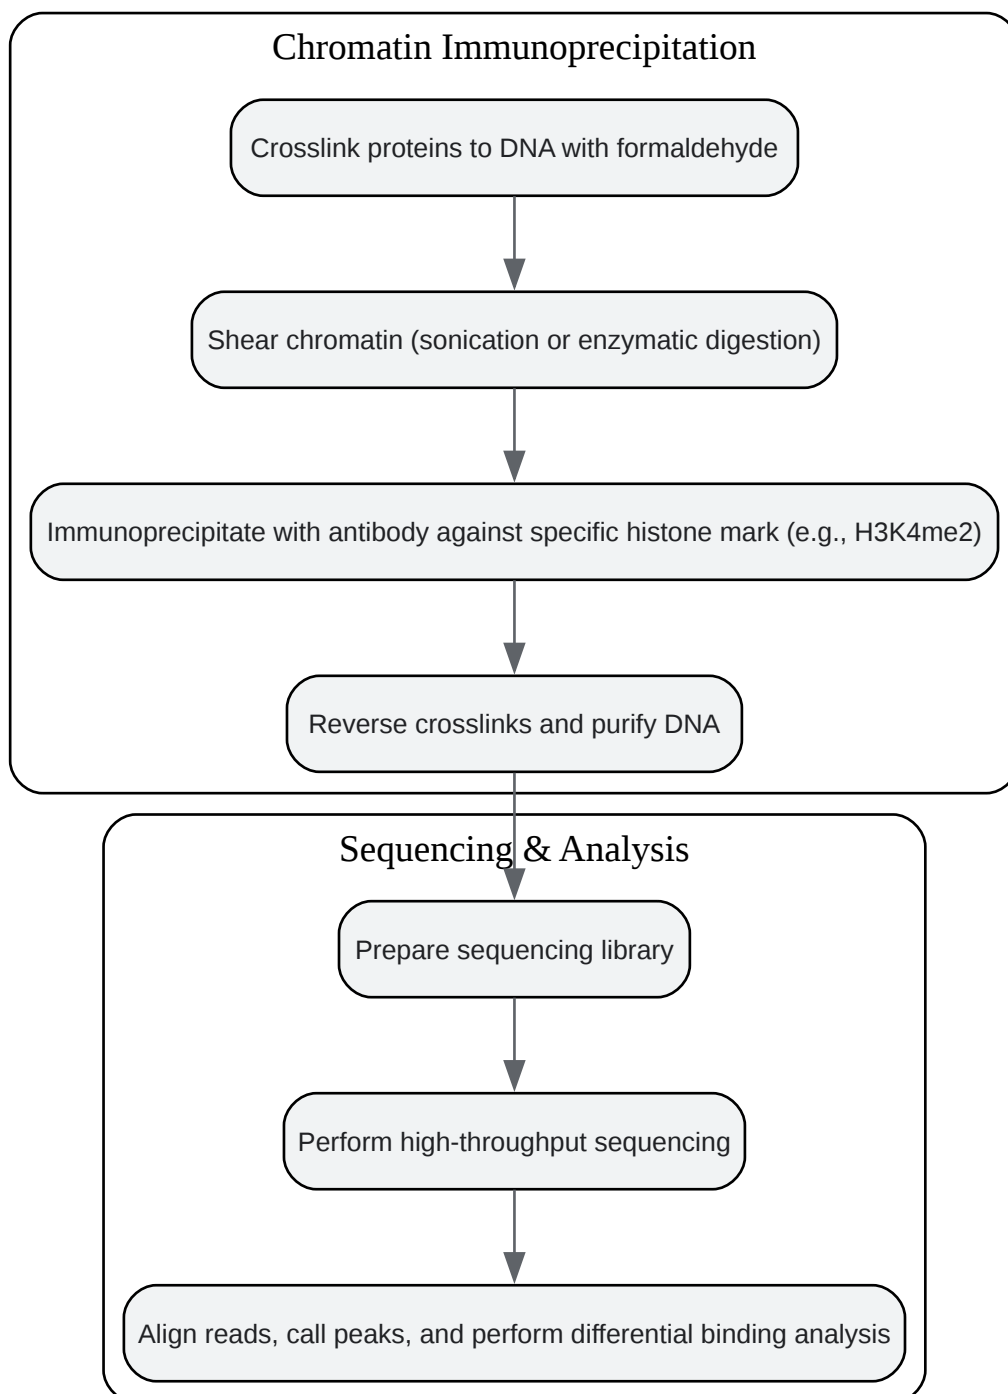 Chromatin Immunoprecipitation
Crosslink proteins to DNA with formaldehyde
Shear chromatin (sonication or enzymatic digestion)
Immunoprecipitate with antibody against specific histone mark (e.g., H3K4me2)
Reverse crosslinks and purify DNA
Sequencing & Analysis
Prepare sequencing library
Perform high-throughput sequencing
Align reads, call peaks, and perform differential binding analysis